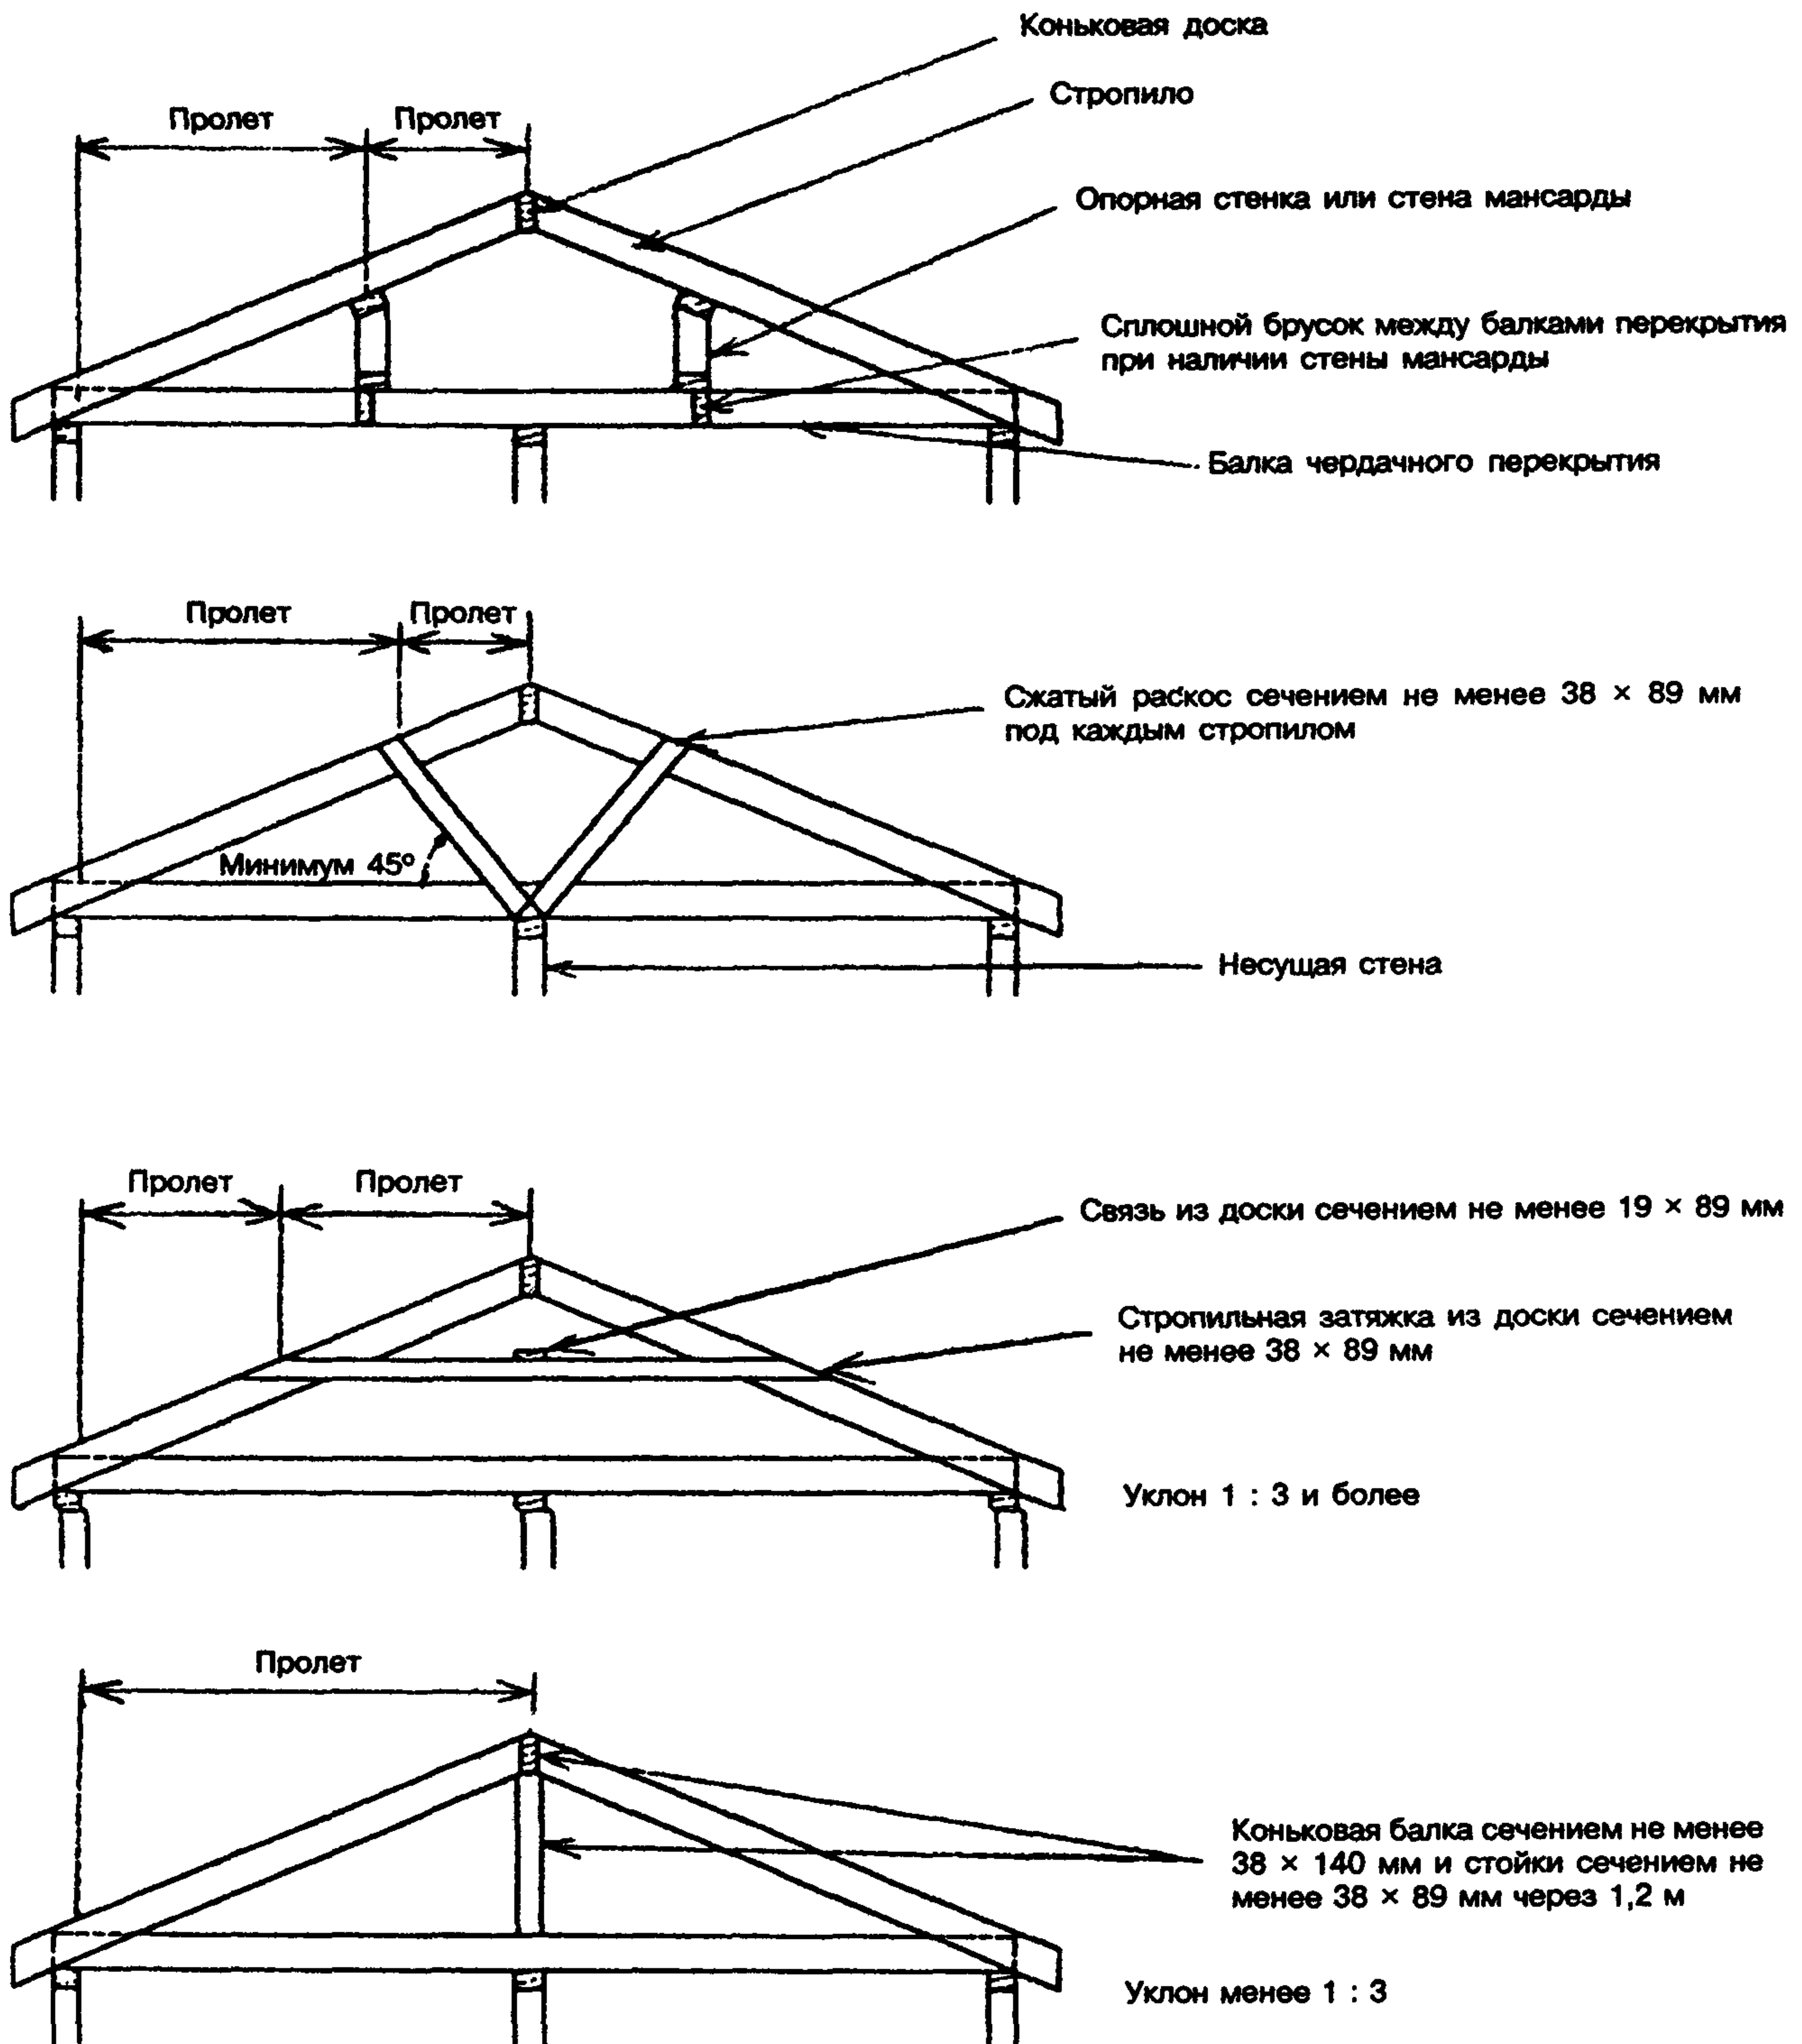 Коньковая доска
Стропило
Пролет
Пролет
Опорная стенка или стена мансарды
Сплошной брусок между балками перекрытия
при наличии стены мансарды
Балка чердачного перекрытия
Пролет
Пролет
Сжатый раскос сечением не менее 38 × 89 мм
под каждым стропилом
Минимум 45°
Несущая стена
Пролет
Пролет
Связь из доски сечением не менее 19 × 89 мм
Стропильная затяжка из доски сечением
не менее 38 × 89 мм
Уклон 1 : 3 и более
Пролет
Коньковая балка сечением не менее
38 × 140 мм и стойки сечением не
менее 38 × 89 мм через 1,2 м
Уклон менее 1 : 3